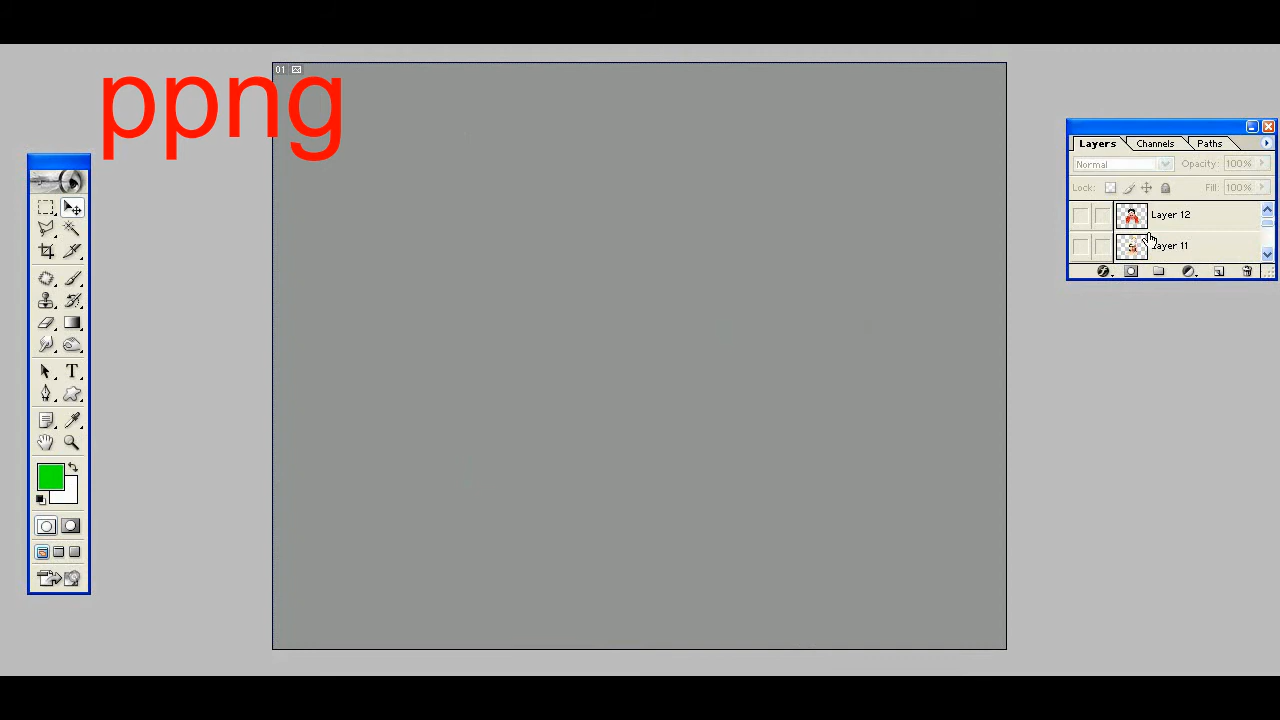 01
ppng
Layers Channels Paths
Normal Opacity: 100%
Lock: Fill: 100%
Layer 12
Layer 11
T